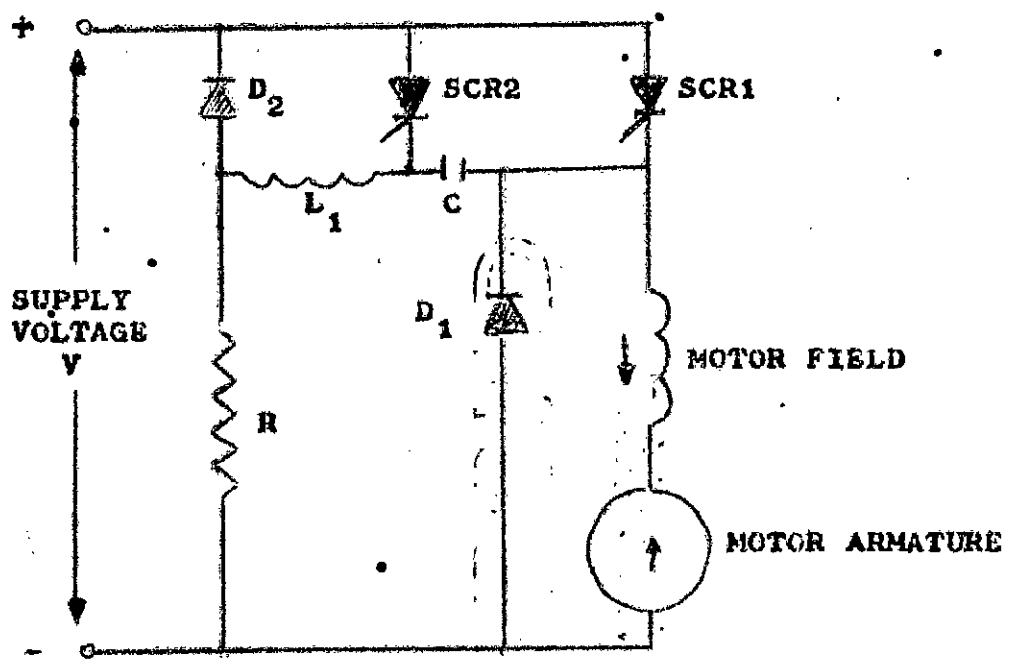 +
D2
SCR2
SCR1
L1
C
SUPPLY
VOLTAGE
V
D1
MOTOR FIELD
R
MOTOR ARMATURE
-